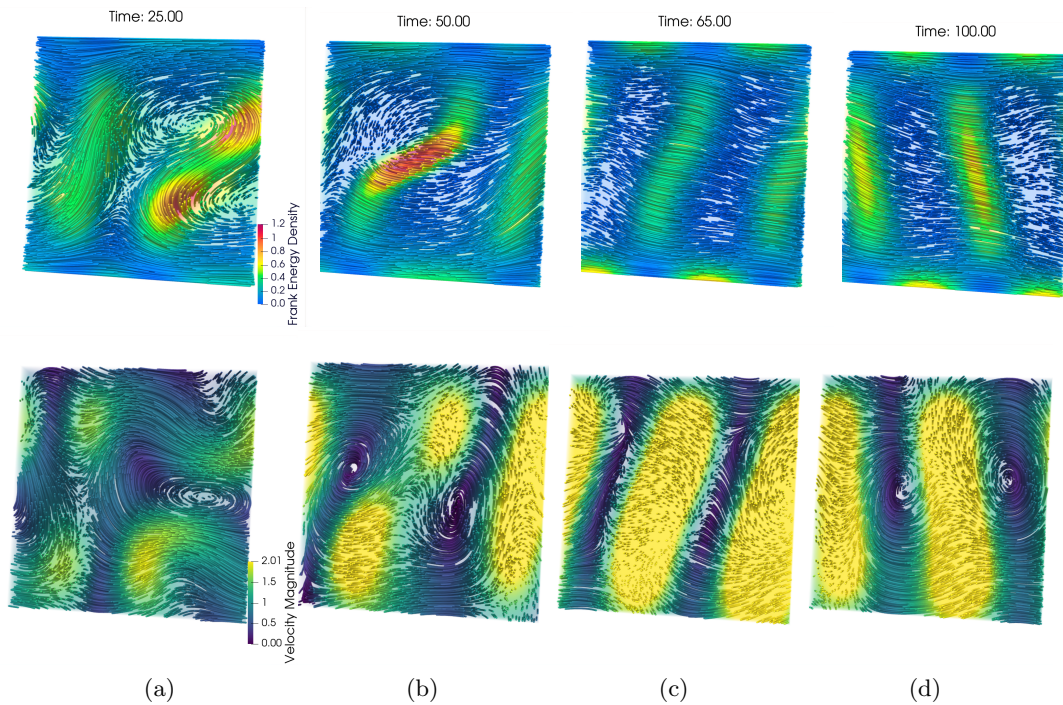 Time: 25.00
Time: 50.00
Time: 65.00
Time: 100.00
1.2
1
0.8
0.6
0.4
0.2
0.0
Frank Energy Density
2.01
1.5
1
0.5
0.00
Velocity Magnitude
(a)
(b)
(c)
(d)